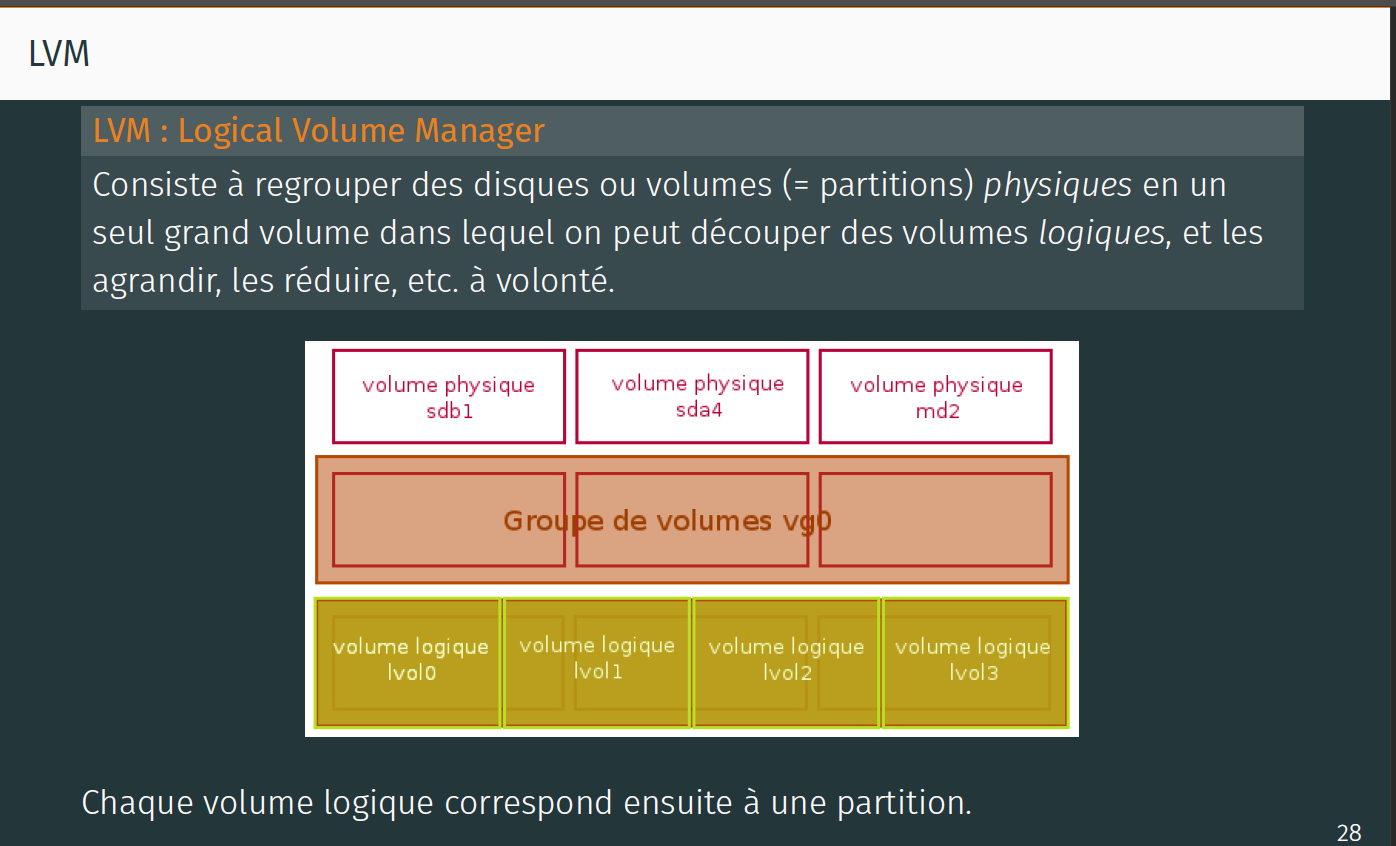 LVM
LVM : Logical Volume Manager
Consiste à regrouper des disques ou volumes (= partitions) physiques en un
seul grand volume dans lequel on peut découper des volumes logiques, et les
agrandir, les réduire, etc. à volonté.
volume physique
sdb1
volume physique
sda4
volume physique
md2
Groupe de volumes vg0
volume logique
lvol0
volume logique
lvol1
volume logique
lvol2
volume logique
lvol3
Chaque volume logique correspond ensuite à une partition.
28